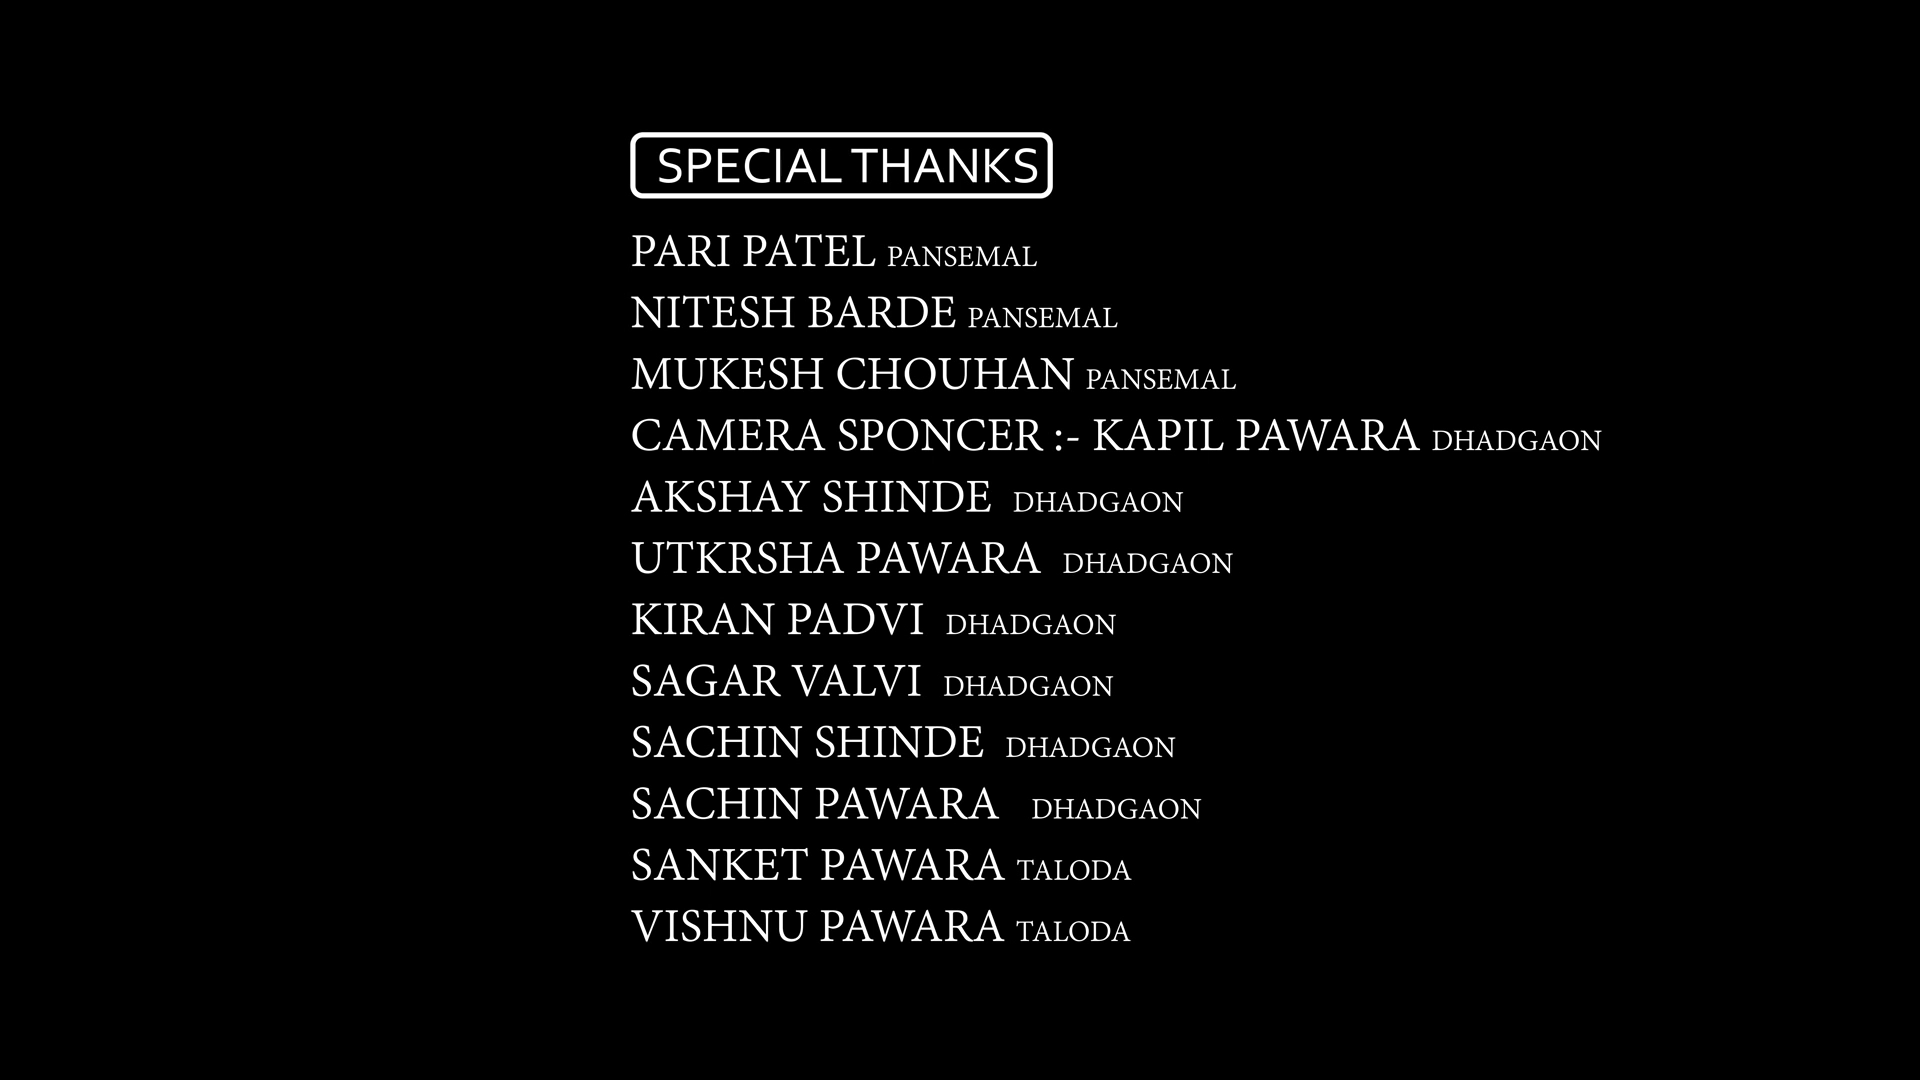 SPECIAL THANKS
PARI PATEL PANSEMAL
NITESH BARDE PANSEMAL
MUKESH CHOUHAN PANSEMAL
CAMERA SPONCER :- KAPIL PAWARA DHADGAON
AKSHAY SHINDE DHADGAON
UTKRSHA PAWARA DHADGAON
KIRAN PADVI DHADGAON
SAGAR VALVI DHADGAON
SACHIN SHINDE DHADGAON
SACHIN PAWARA DHADGAON
SANKET PAWARA TALODA
VISHNU PAWARA TALODA